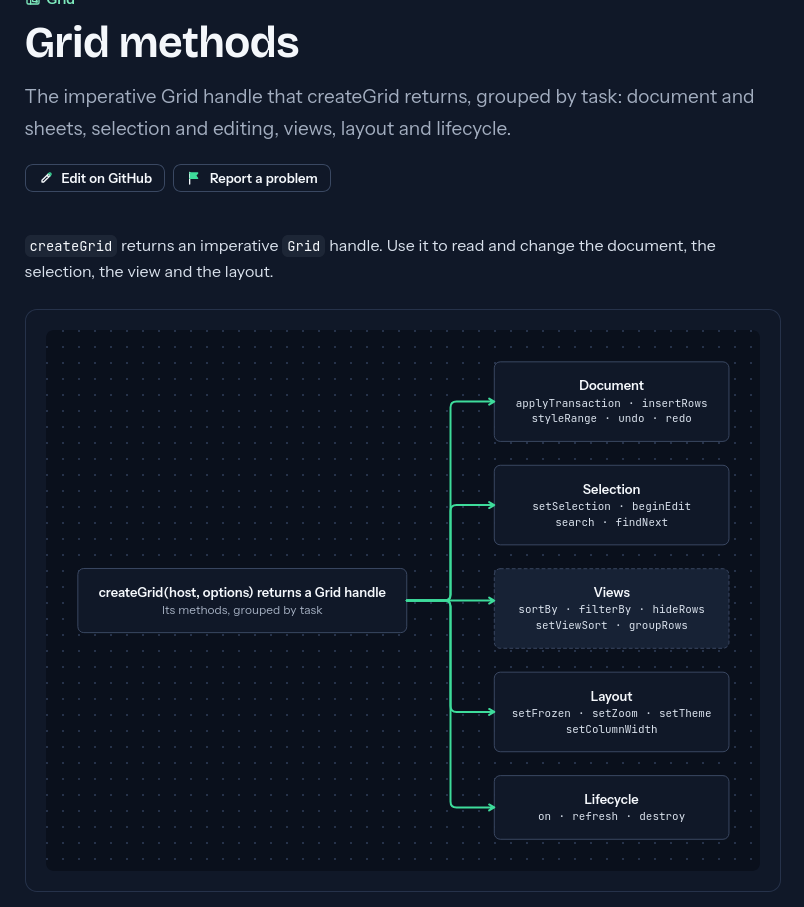 Grid
Grid methods
The imperative Grid handle that createGrid returns, grouped by task: document and
sheets, selection and editing, views, layout and lifecycle.
Edit on GitHub
Report a problem
createGrid returns an imperative Grid handle. Use it to read and change the document, the
selection, the view and the layout.
Document
applyTransaction · insertRows
styleRange · undo · redo
Selection
setSelection · beginEdit
search · findNext
createGrid(host, options) returns a Grid handle
Its methods, grouped by task
Views
sortBy · filterBy · hideRows
setViewSort · groupRows
Layout
setFrozen · setZoom · setTheme
setColumnWidth
Lifecycle
on · refresh · destroy